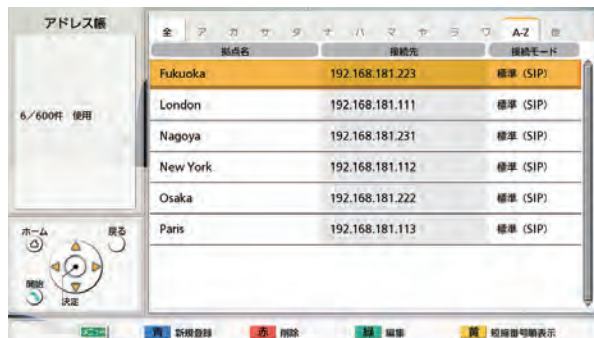 アドレス帳
全 ア カ サ タ ナ ハ マ ヤ ラ ワ A-Z 他
拠点名 接続先 接続モード
Fukuoka 192.168.181.223 標準（SIP）
6／600件 使用
London 192.168.181.111 標準（SIP）
Nagoya 192.168.181.231 標準（SIP）
New York 192.168.181.112 標準（SIP）
Osaka 192.168.181.222 標準（SIP）
Paris 192.168.181.113 標準（SIP）
ホーム 戻る
開始 決定
メニュー 青 新規登録 赤 削除 緑 編集 黄 短縮番号順表示